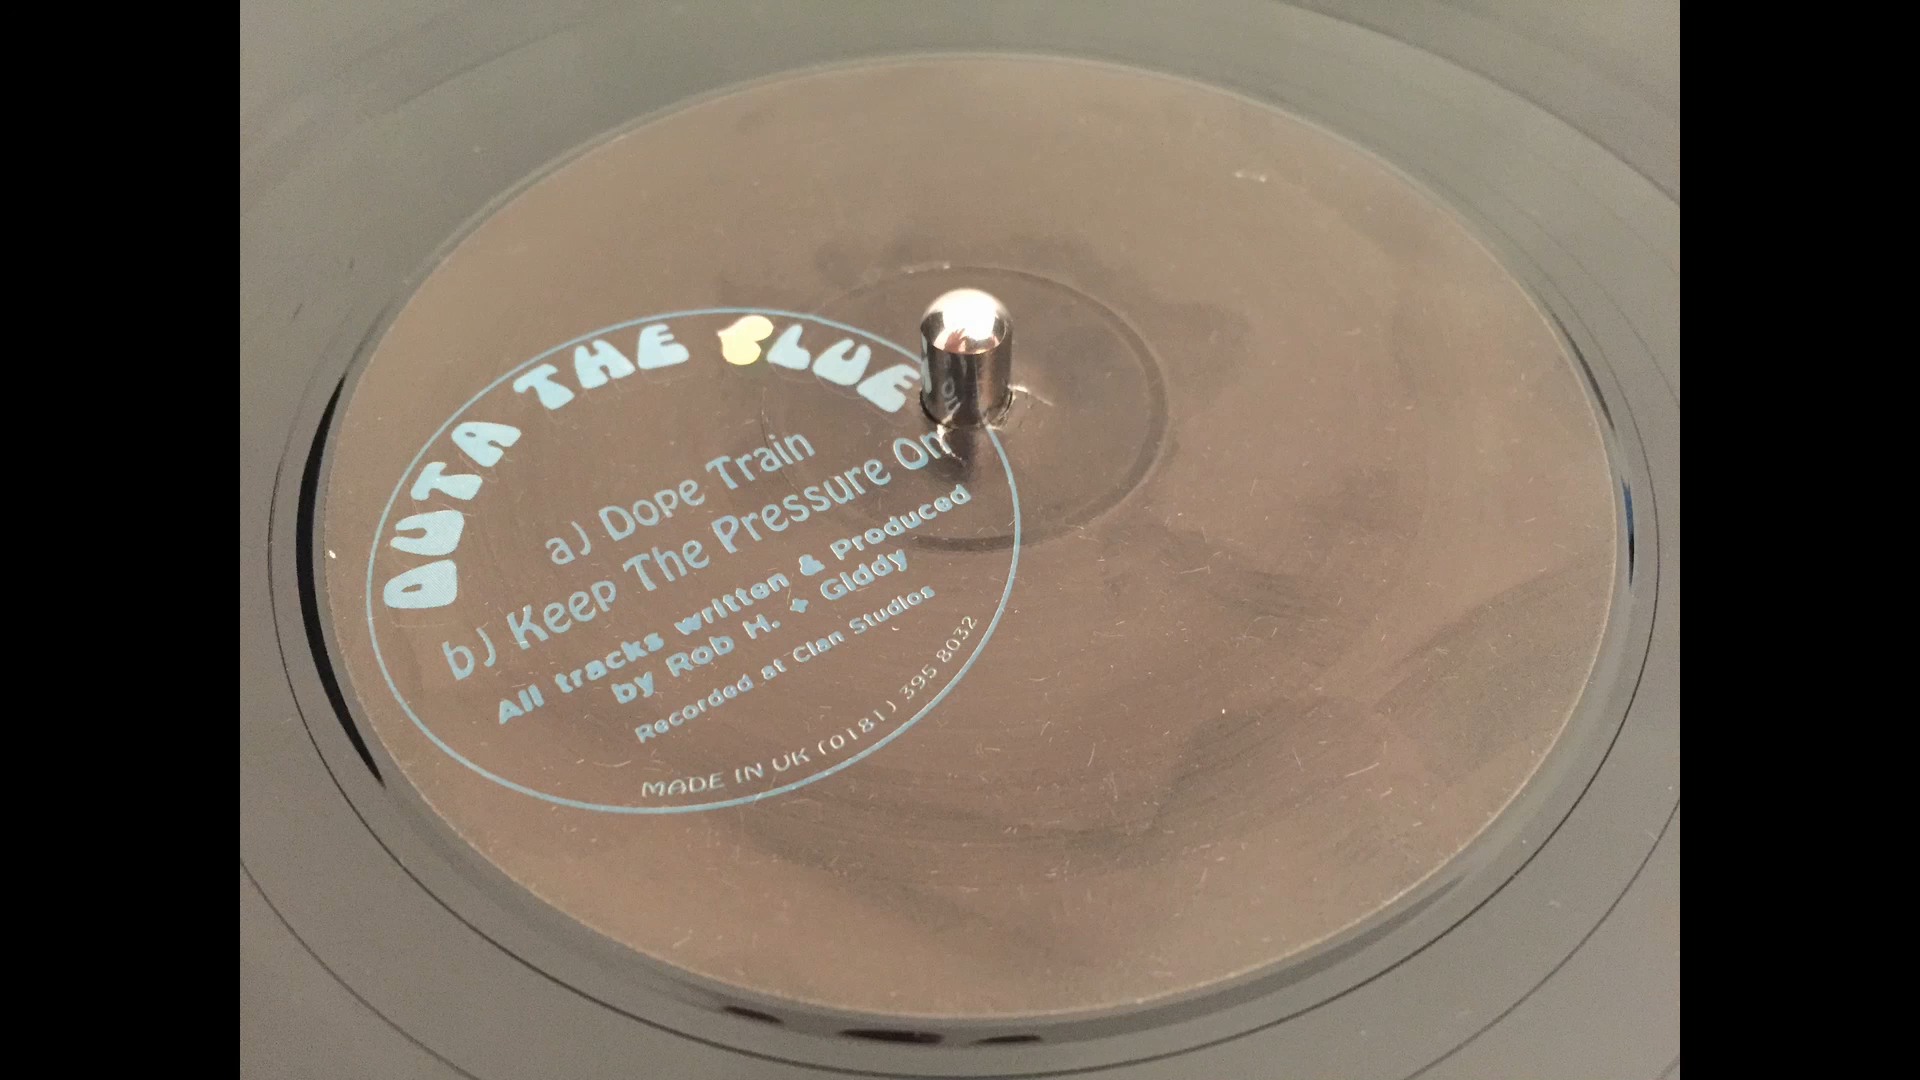 OUTA THE BLUE
a) Dope Train
b) Keep The Pressure On
All tracks written & Produced
by Rob H. + Giddy
Recorded at Clan Studios
MADE IN UK (0181) 395 8032